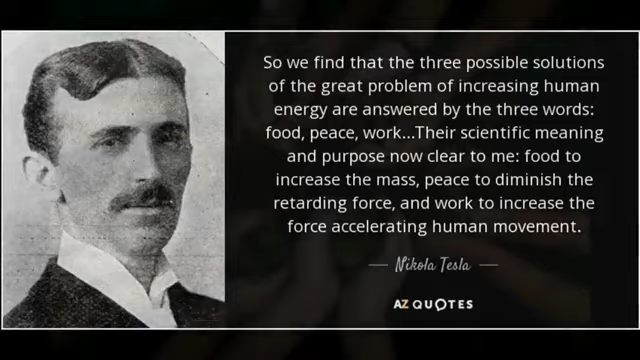 So we find that the three possible solutions
of the great problem of increasing human
energy are answered by the three words:
food, peace, work...Their scientific meaning
and purpose now clear to me: food to
increase the mass, peace to diminish the
retarding force, and work to increase the
force accelerating human movement.
— Nikola Tesla —
AZ QUOTES